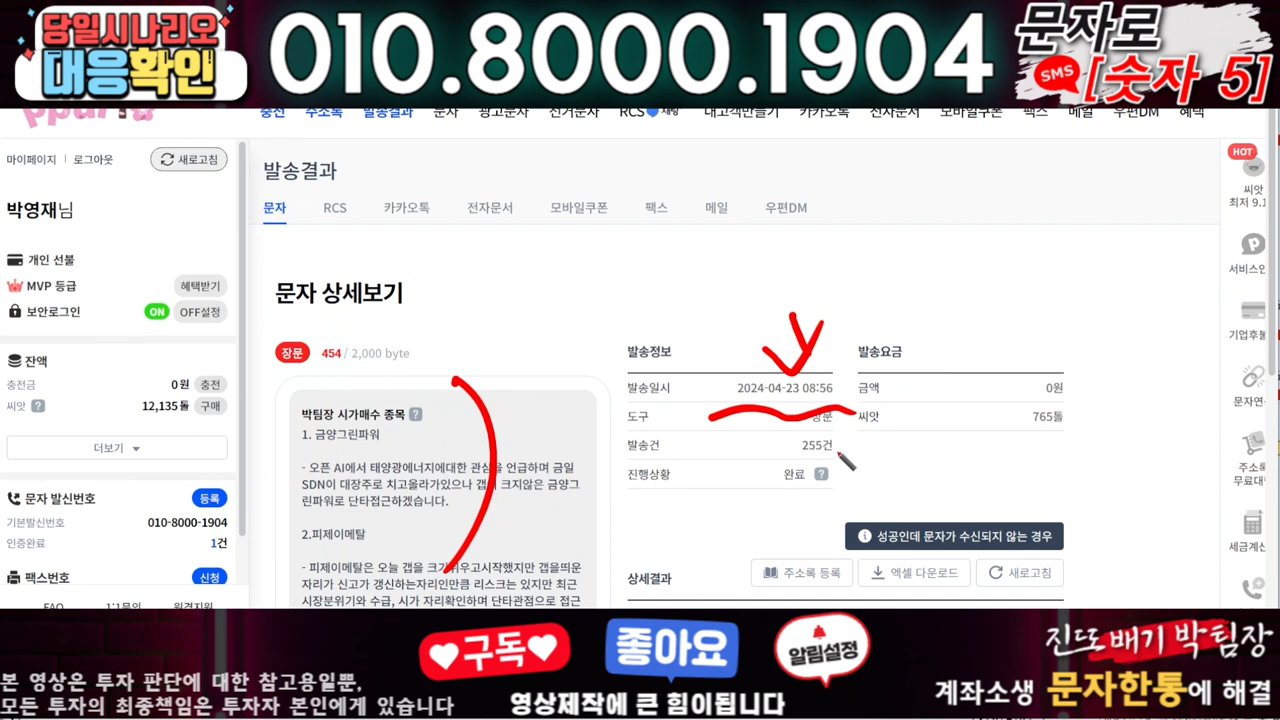 당일시나리오
대응확인
010.8000.1904
문자로
SMS
[숫자 5]
충전 주소록 발송결과 문자 광고문자 선거문자 RCS 내고객만들기 카카오톡 전자문서 모바일쿠폰 팩스 메일 우편DM 혜택
마이페이지 | 로그아웃
새로고침
박영재님
개인 선불
MVP 등급
혜택받기
보안로그인
ON
OFF설정
잔액
충전금
0원
충전
씨앗 ?
12,135톨
구매
더보기
문자 발신번호
등록
기본발신번호
010-8000-1904
인증완료
1건
팩스번호
신청
FAQ
1:1문의
원격지원
발송결과
문자
RCS
카카오톡
전자문서
모바일쿠폰
팩스
메일
우편DM
문자 상세보기
장문
454 / 2,000 byte
박팀장 시가매수 종목 ?
1. 금양그린파워
- 오픈 AI에서 태양광에너지에대한 관심을 언급하며 금일
SDN이 대장주로 치고올라가있으나 갭이 크지않은 금양그
린파워로 단타접근하겠습니다.
2.피제이메탈
- 피제이메탈은 오늘 갭을 크게띄우고시작했지만 갭을띄운
자리가 신고가 갱신하는자리인만큼 리스크는 있지만 최근
시장분위기와 수급, 시가 자리확인하며 단타관점으로 접근
발송정보
발송일시
2024-04-23 08:56
도구
장문
발송건
255건
진행상황
완료 ?
발송요금
금액
0원
씨앗
765톨
성공인데 문자가 수신되지 않는 경우
상세결과
주소록 등록
엑셀 다운로드
새로고침
HOT
씨앗
최저 9.1
서비스안
기업후불
문자연
주소록
무료대
세금계산
구독
좋아요
알림설정
영상제작에 큰 힘이됩니다
본 영상은 투자 판단에 대한 참고용일뿐,
모든 투자의 최종책임은 투자자 본인에게 있습니다
진또배기 박팀장
계좌소생 문자한통에 해결